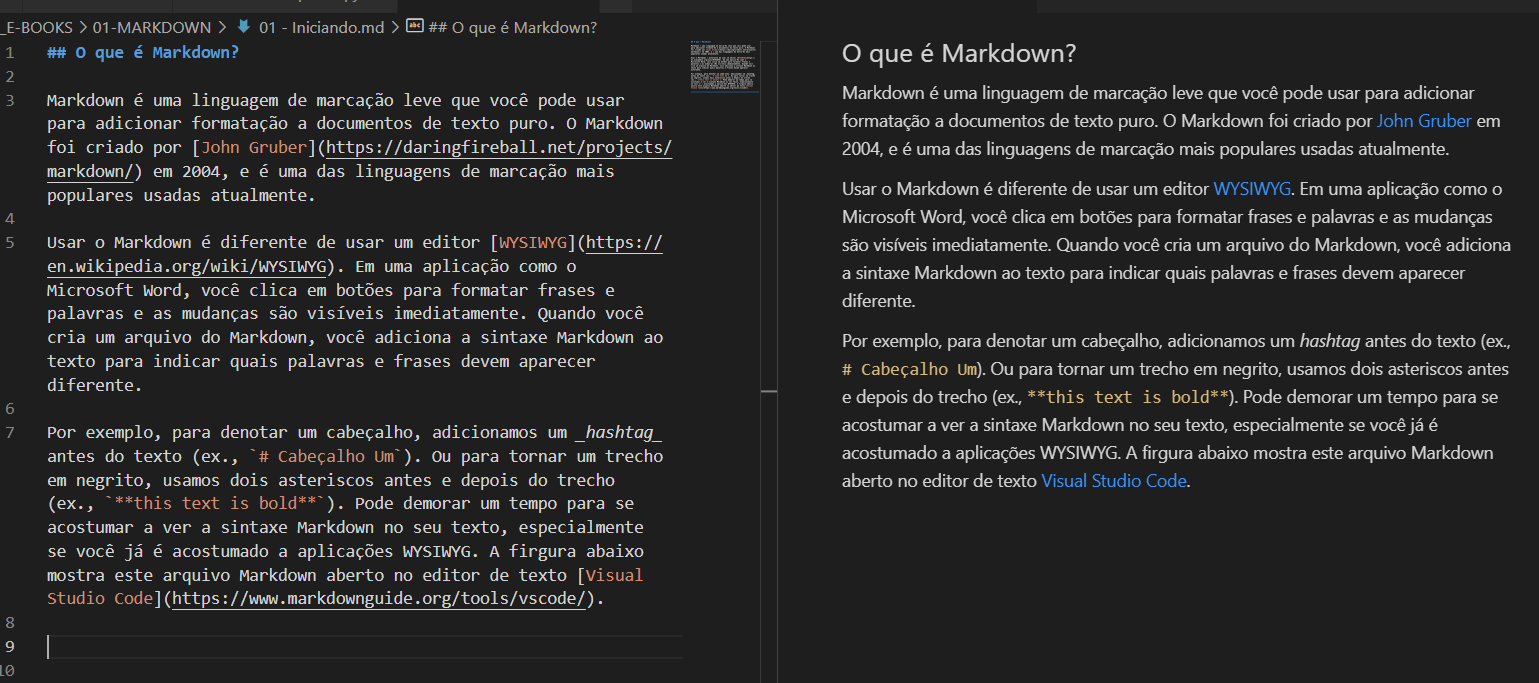 _E-BOOKS > 01-MARKDOWN > 01 - Iniciando.md > abc ## O que é Markdown?
1 ## O que é Markdown?
2
3 Markdown é uma linguagem de marcação leve que você pode usar
para adicionar formatação a documentos de texto puro. O Markdown
foi criado por [John Gruber](https://daringfireball.net/projects/
markdown/) em 2004, e é uma das linguagens de marcação mais
populares usadas atualmente.
4
5 Usar o Markdown é diferente de usar um editor [WYSIWYG](https://
en.wikipedia.org/wiki/WYSIWYG). Em uma aplicação como o
Microsoft Word, você clica em botões para formatar frases e
palavras e as mudanças são visíveis imediatamente. Quando você
cria um arquivo do Markdown, você adiciona a sintaxe Markdown ao
texto para indicar quais palavras e frases devem aparecer
diferente.
6
7 Por exemplo, para denotar um cabeçalho, adicionamos um _hashtag_
antes do texto (ex., `# Cabeçalho Um`). Ou para tornar um trecho
em negrito, usamos dois asteriscos antes e depois do trecho
(ex., `**this text is bold**`). Pode demorar um tempo para se
acostumar a ver a sintaxe Markdown no seu texto, especialmente
se você já é acostumado a aplicações WYSIWYG. A firgura abaixo
mostra este arquivo Markdown aberto no editor de texto [Visual
Studio Code](https://www.markdownguide.org/tools/vscode/).
8
9
10
O que é Markdown?
Markdown é uma linguagem de marcação leve que você pode usar para adicionar
formatação a documentos de texto puro. O Markdown foi criado por John Gruber em
2004, e é uma das linguagens de marcação mais populares usadas atualmente.
Usar o Markdown é diferente de usar um editor WYSIWYG. Em uma aplicação como o
Microsoft Word, você clica em botões para formatar frases e palavras e as mudanças
são visíveis imediatamente. Quando você cria um arquivo do Markdown, você adiciona
a sintaxe Markdown ao texto para indicar quais palavras e frases devem aparecer
diferente.
Por exemplo, para denotar um cabeçalho, adicionamos um hashtag antes do texto (ex.,
# Cabeçalho Um). Ou para tornar um trecho em negrito, usamos dois asteriscos antes
e depois do trecho (ex., **this text is bold**). Pode demorar um tempo para se
acostumar a ver a sintaxe Markdown no seu texto, especialmente se você já é
acostumado a aplicações WYSIWYG. A firgura abaixo mostra este arquivo Markdown
aberto no editor de texto Visual Studio Code.